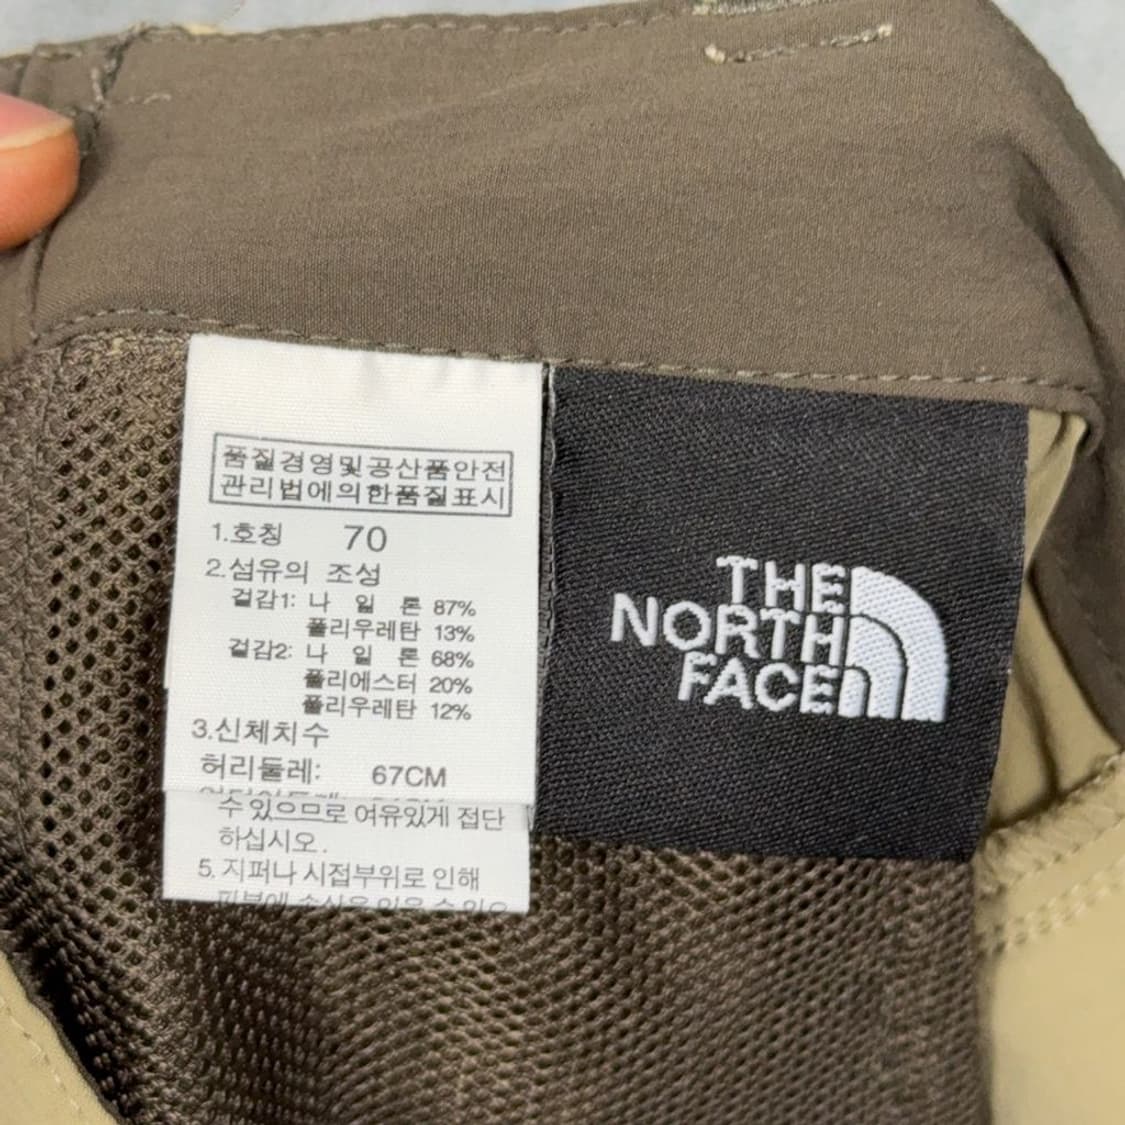 품질경영및공산품안전
관리법에의한품질표시
1.호칭 70
2.섬유의 조성
겉감1: 나 일 론 87%
폴리우레탄 13%
겉감2: 나 일 론 68%
폴리에스터 20%
폴리우레탄 12%
3.신체치수
허리둘레: 67CM
수 있으므로 여유있게 접단
하십시오.
5. 지퍼나 시접부위로 인해
THE
NORTH
FACE